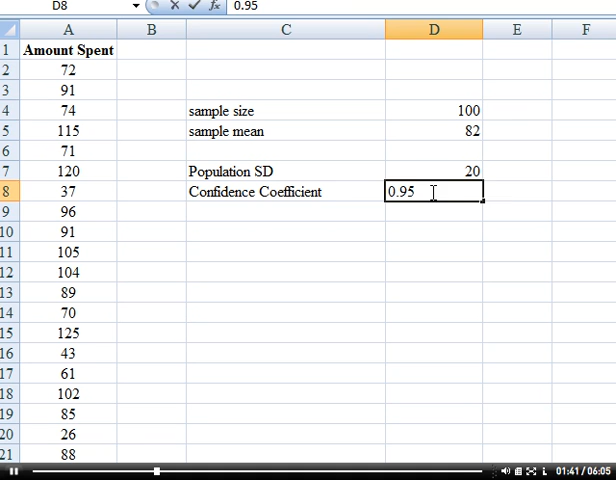 D8 fx 0.95
A B C D E F
1 Amount Spent
2 72
3 91
4 74 sample size 100
5 115 sample mean 82
6 71
7 120 Population SD 20
8 37 Confidence Coefficient 0.95
9 96
10 91
11 105
12 104
13 89
14 70
15 125
16 43
17 61
18 102
19 85
20 26
21 88
01:41 / 06:05